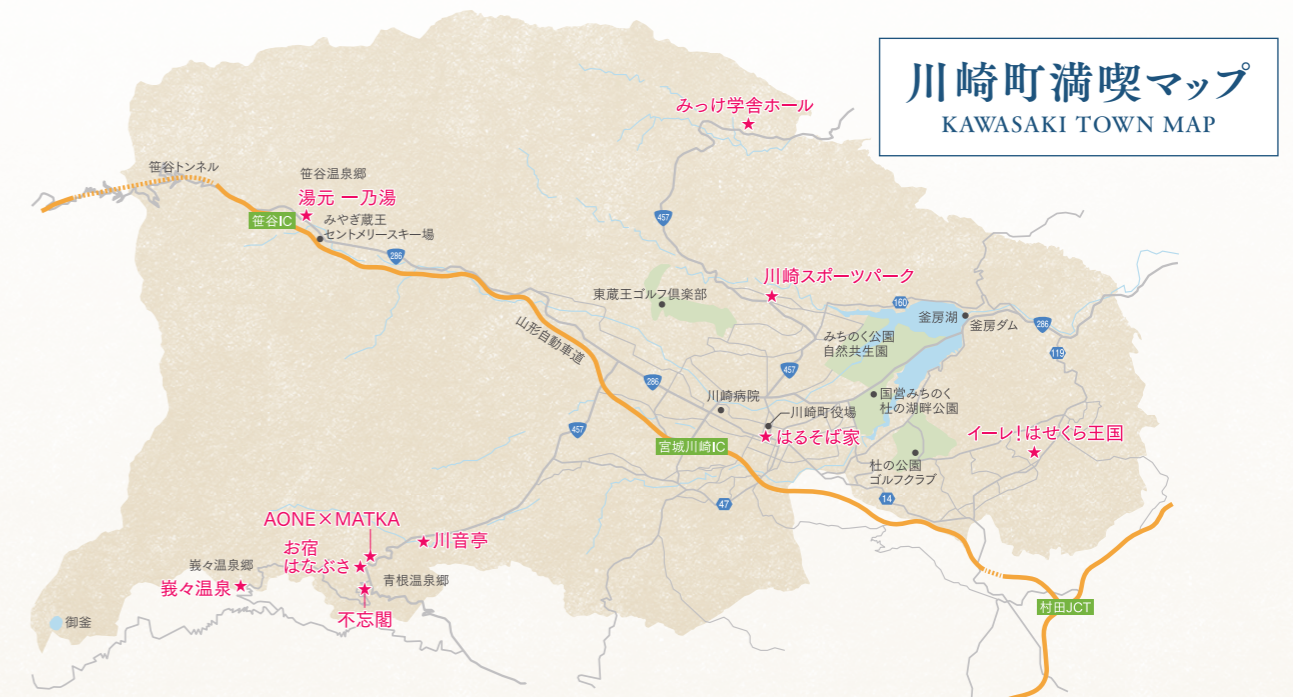 川崎町満喫マップ
KAWASAKI TOWN MAP
みっけ学舎ホール
笹谷トンネル
笹谷温泉郷
湯元 一乃湯
笹谷IC
みやぎ蔵王
セントメリースキー場
286
457
川崎スポーツパーク
東蔵王ゴルフ倶楽部
160
釜房湖
釜房ダム
286
119
みちのく公園
自然共生園
山形自動車道
286
457
川崎病院
国営みちのく
杜の湖畔公園
川崎町役場
はるそば家
イーレ!はせくら王国
457
宮城川崎IC
杜の公園
ゴルフクラブ
47
14
AONE×MATKA
川音亭
お宿
はなぶさ
峩々温泉郷
峩々温泉
青根温泉郷
不忘閣
御釜
村田JCT